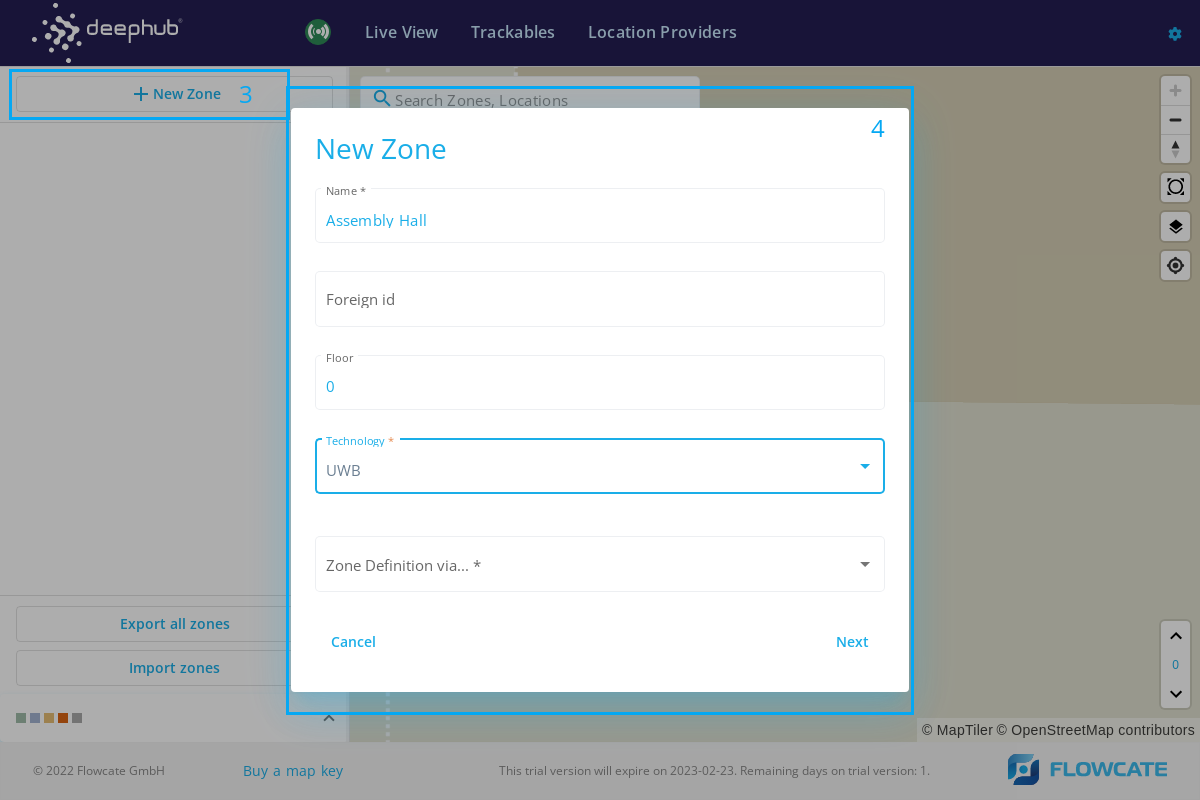 deephub
Live View
Trackables
Location Providers
New Zone
3
Search Zones, Locations
4
New Zone
Name *
Assembly Hall
Foreign id
Floor
0
Technology *
UWB
Zone Definition via... *
Cancel
Next
Export all zones
Import zones
0
© MapTiler © OpenStreetMap contributors
© 2022 Flowcate GmbH
Buy a map key
This trial version will expire on 2023-02-23. Remaining days on trial version: 1.
FLOWCATE